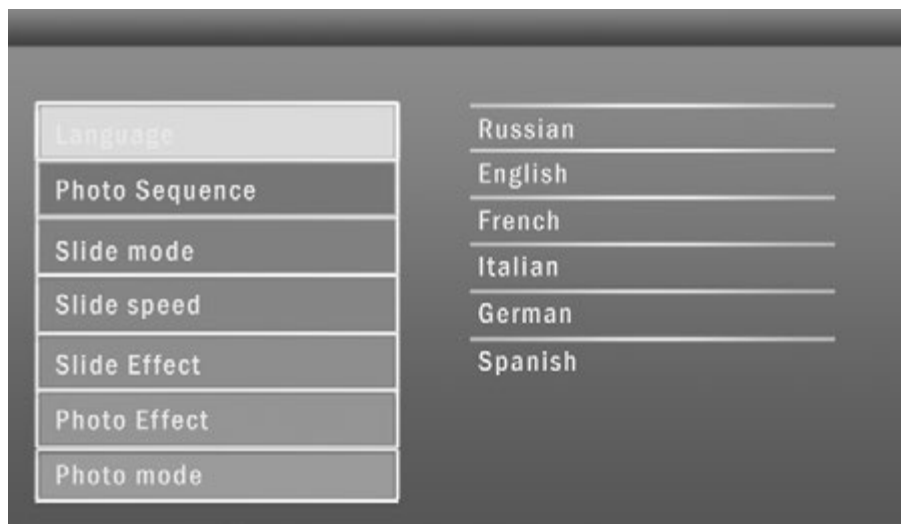 Language
Photo Sequence
Slide mode
Slide speed
Slide Effect
Photo Effect
Photo mode
Russian
English
French
Italian
German
Spanish